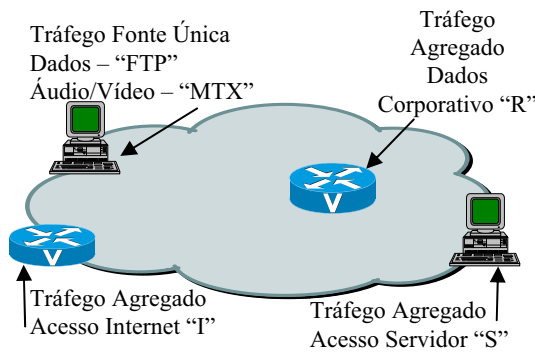 Tráfego Fonte Única
Dados – “FTP”
Áudio/Vídeo – “MTX”
Tráfego
Agregado
Dados
Corporativo “R”
V
V
Tráfego Agregado
Acesso Internet “I”
Tráfego Agregado
Acesso Servidor “S”